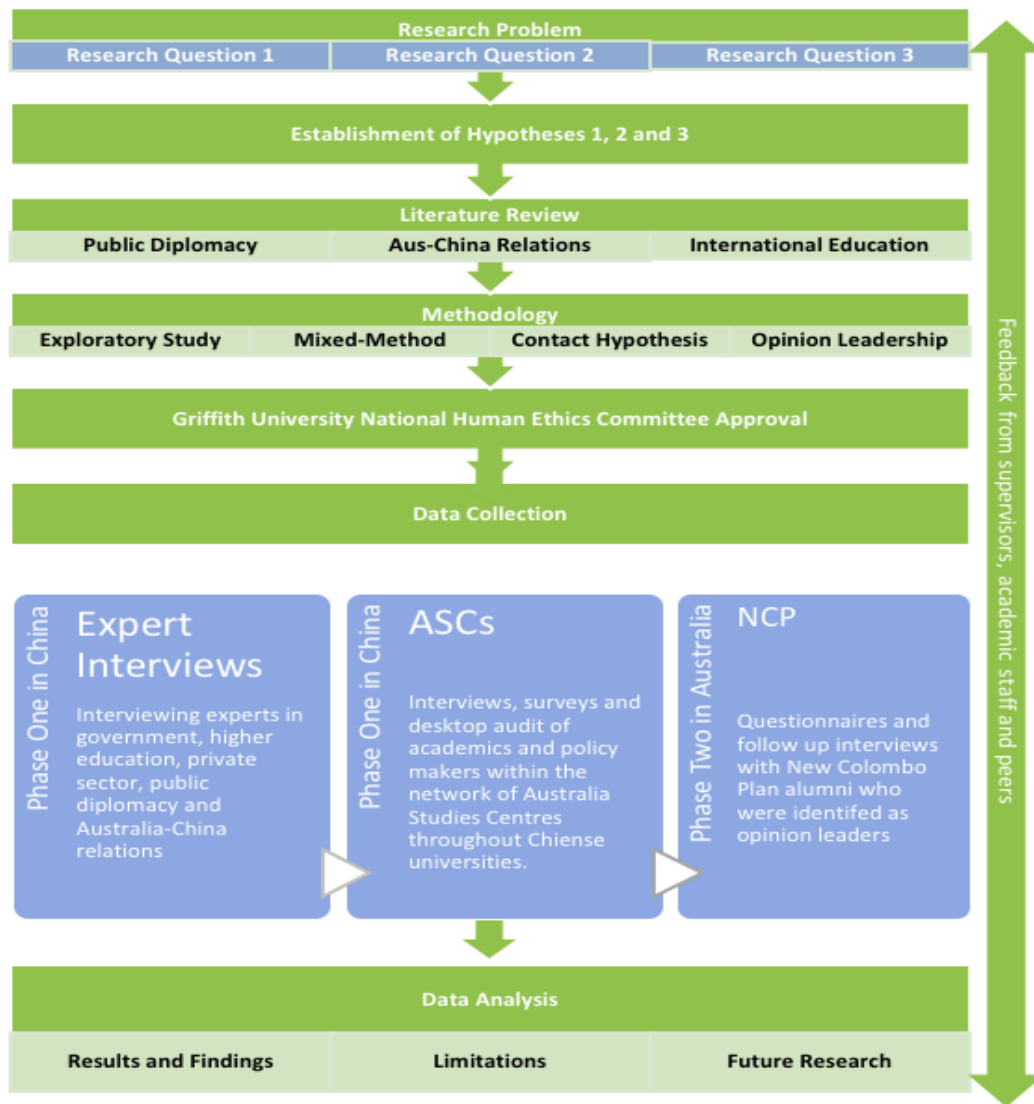 Research Problem
Research Question 1
Research Question 2
Research Question 3
Establishment of Hypotheses 1, 2 and 3
Literature Review
Public Diplomacy
Aus-China Relations
International Education
Methodology
Exploratory Study
Mixed-Method
Contact Hypothesis
Opinion Leadership
Griffith University National Human Ethics Committee Approval
Data Collection
Phase One in China
Expert
Interviews
Interviewing experts in
government, higher
education, private
sector, public
diplomacy and
Australia-China
relations
Phase One in China
ASCs
Interviews, surveys and
desktop audit of
academics and policy
makers within the
network of Australia
Studies Centres
throughout Chiense
universities.
Phase Two in Australia
NCP
Questionnaires and
follow up interviews
with New Colombo
Plan alumni who
were identifed as
opinion leaders
Data Analysis
Results and Findings
Limitations
Future Research
Feedback from supervisors, academic staff and peers